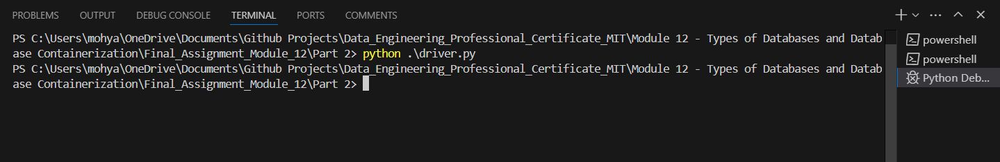 PROBLEMS OUTPUT DEBUG CONSOLE TERMINAL PORTS COMMENTS
PS C:\Users\mohya\OneDrive\Documents\Github Projects\Data_Engineering_Professional_Certificate_MIT\Module 12 - Types of Databases and Datab
ase Containerization\Final_Assignment_Module_12\Part 2> python .\driver.py
PS C:\Users\mohya\OneDrive\Documents\Github Projects\Data_Engineering_Professional_Certificate_MIT\Module 12 - Types of Databases and Datab
ase Containerization\Final_Assignment_Module_12\Part 2>
powershell
powershell
Python Deb...